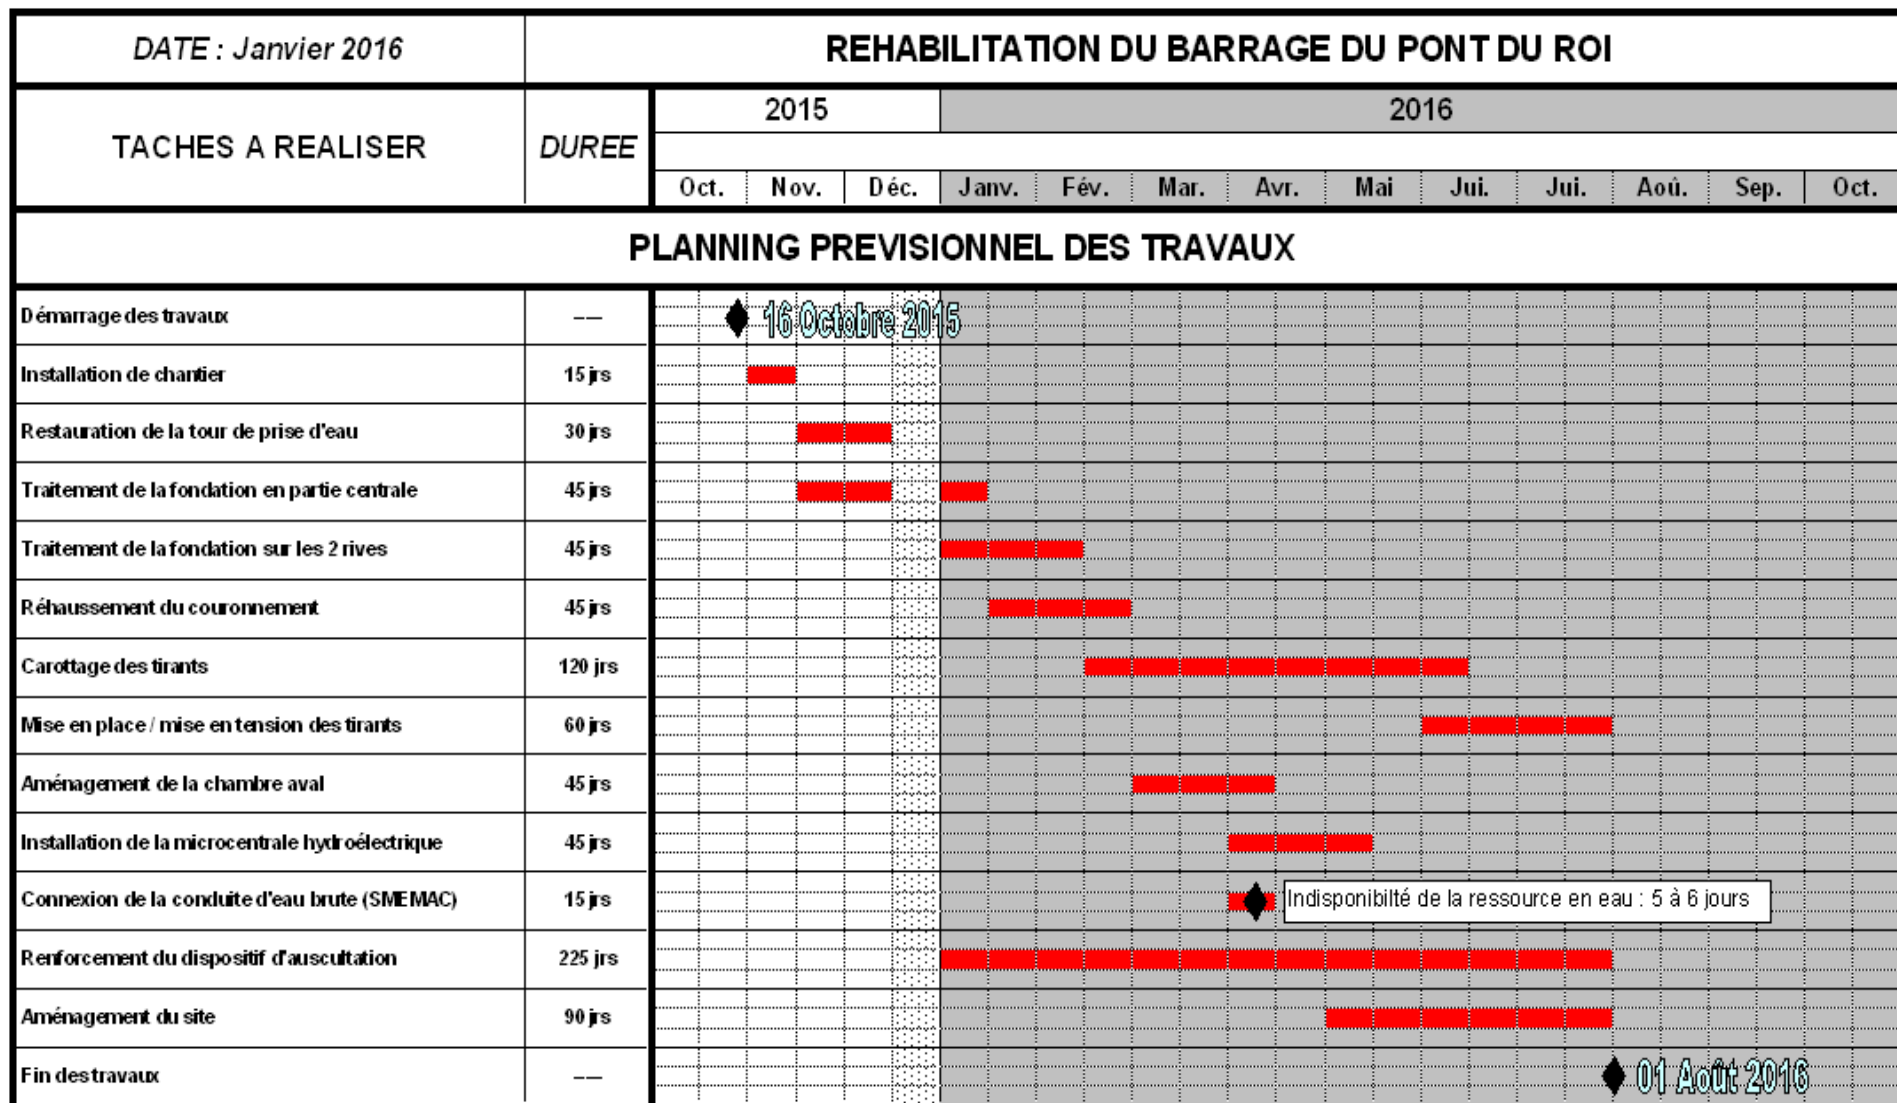 DATE : Janvier 2016
REHABILITATION DU BARRAGE DU PONT DU ROI
TACHES A REALISER
DUREE
2015
2016
Oct. Nov. Déc. Janv. Fév. Mar. Avr. Mai Jui. Jui. Aoû. Sep. Oct.
PLANNING PREVISIONNEL DES TRAVAUX
Démarrage des travaux ---- 16 Octobre 2015
Installation de chantier 15 jrs
Restauration de la tour de prise d'eau 30 jrs
Traitement de la fondation en partie centrale 45 jrs
Traitement de la fondation sur les 2 rives 45 jrs
Réhaussement du couronnement 45 jrs
Carottage des tirants 120 jrs
Mise en place / mise en tension des tirants 60 jrs
Aménagement de la chambre aval 45 jrs
Installation de la microcentrale hydroélectrique 45 jrs
Connexion de la conduite d'eau brute (SMEMAC) 15 jrs Indisponibilté de la ressource en eau : 5 à 6 jours
Renforcement du dispositif d'auscultation 225 jrs
Aménagement du site 90 jrs
Fin des travaux ---- 01 Août 2016